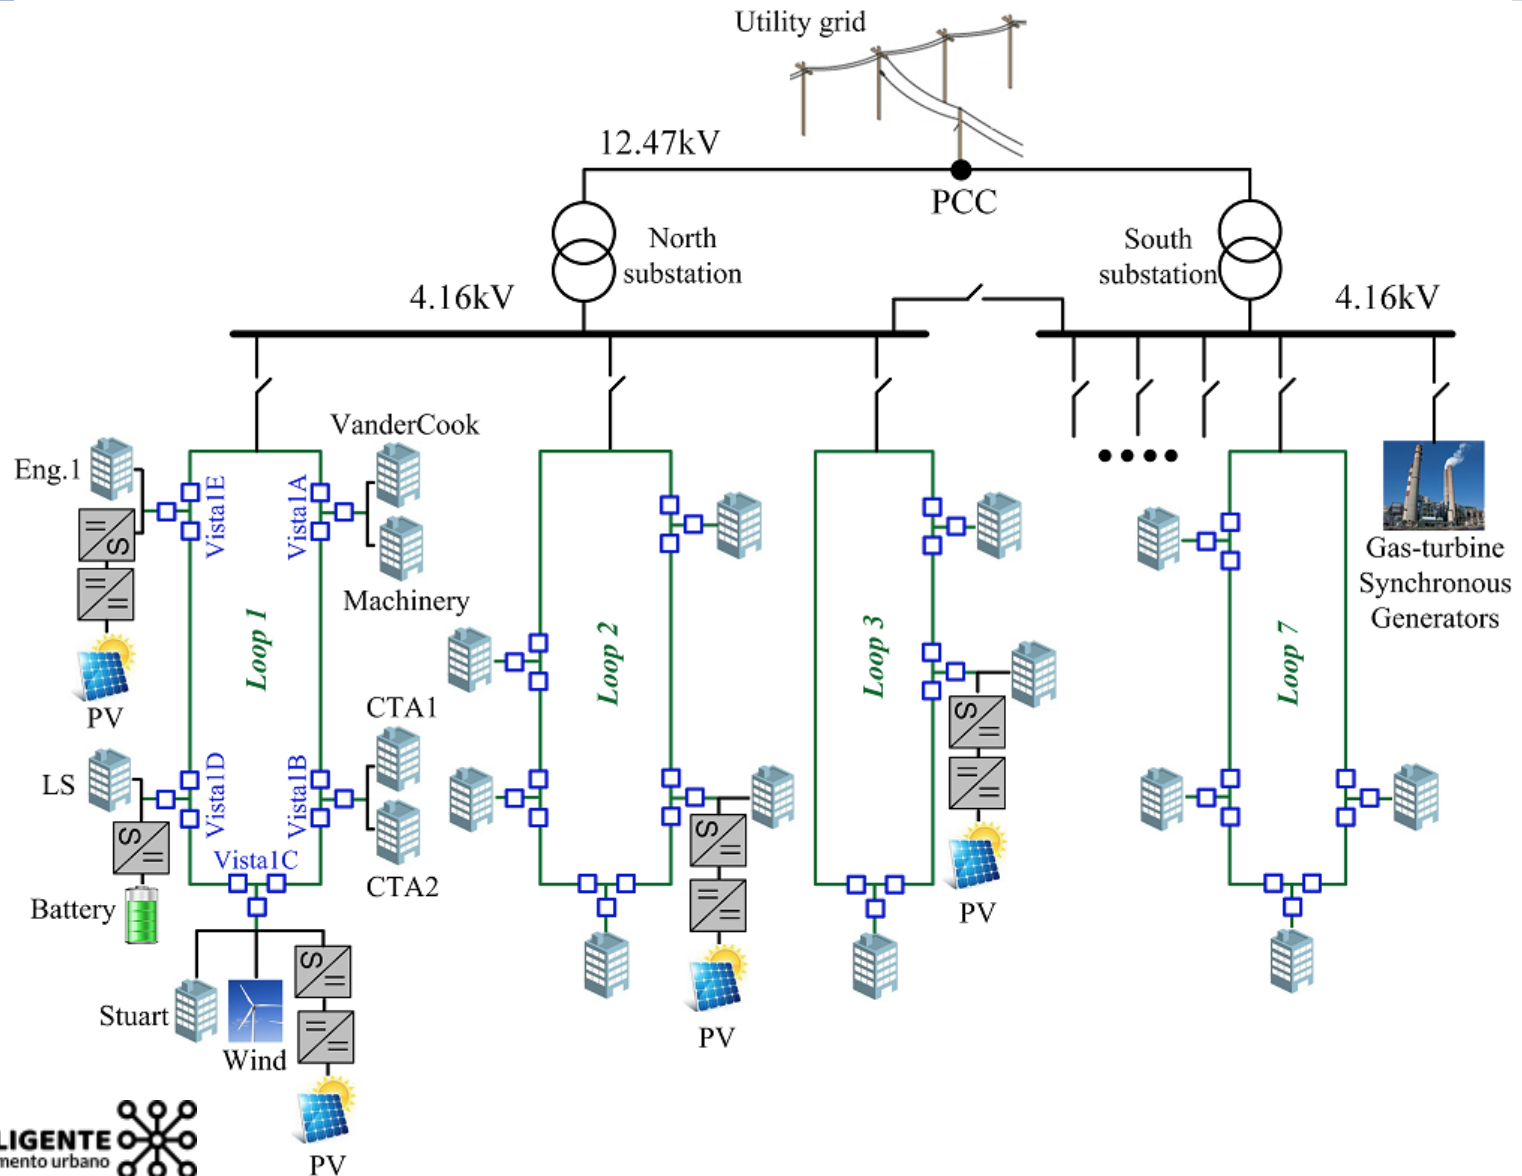 Utility grid
12.47kV
PCC
North
substation
South
substation
4.16kV
4.16kV
VanderCook
Eng.1
Vista1E
Vista1A
Machinery
Loop 1
Loop 2
Loop 3
Loop 7
Gas-turbine
Synchronous
Generators
PV
CTA1
LS
Vista1D
Vista1B
Vista1C
CTA2
Battery
PV
Stuart
Wind
PV
PV
LIGENTE
mento urbano